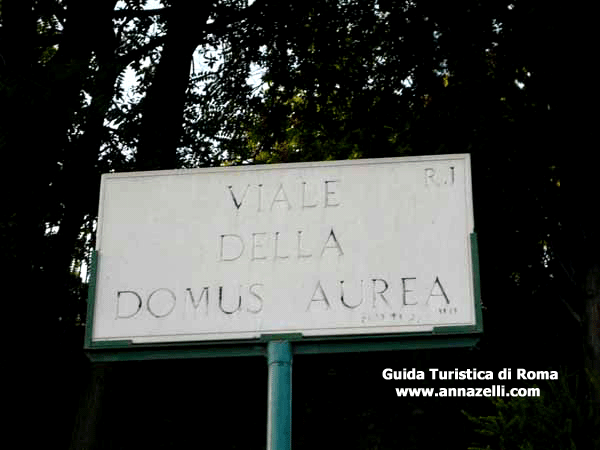 R.I
VIALE
DELLA
DOMUS AUREA
Guida Turistica di Roma
www.annazelli.com